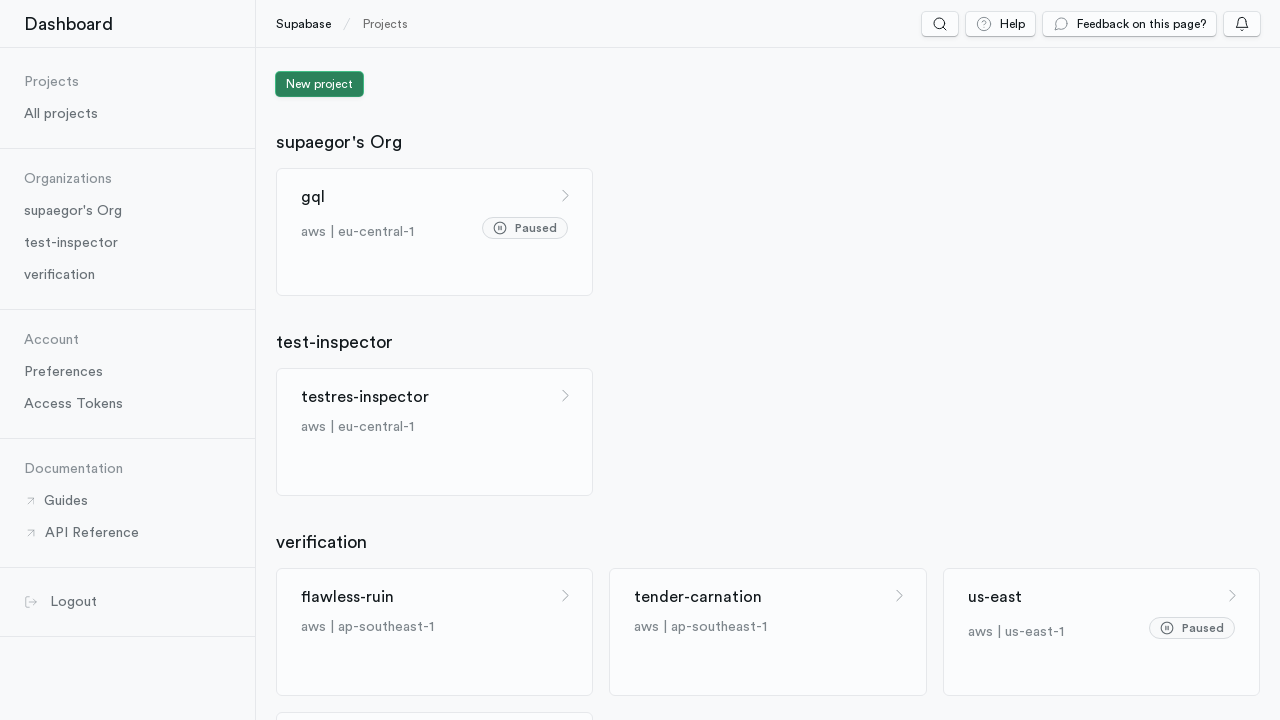 Dashboard
Supabase / Projects
Help
Feedback on this page?
Projects
All projects
Organizations
supaegor's Org
test-inspector
verification
Account
Preferences
Access Tokens
Documentation
Guides
API Reference
Logout
New project
supaegor's Org
gql
aws | eu-central-1
Paused
test-inspector
testres-inspector
aws | eu-central-1
verification
flawless-ruin
aws | ap-southeast-1
tender-carnation
aws | ap-southeast-1
us-east
aws | us-east-1
Paused